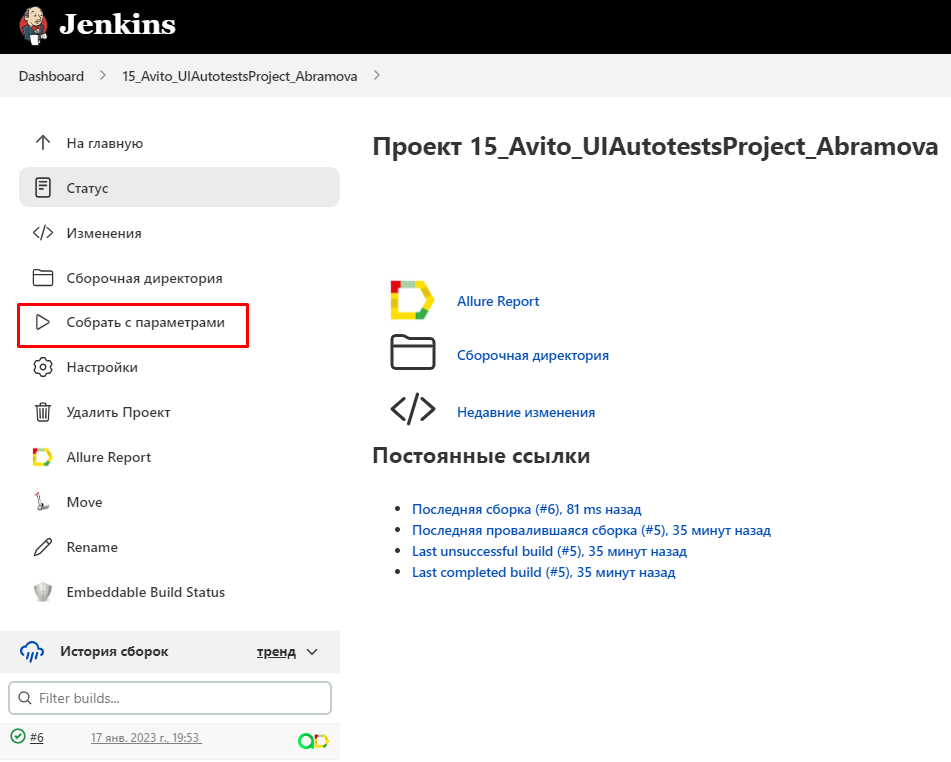 Jenkins
Dashboard
15_Avito_UIAutotestsProject_Abramova
На главную
Статус
Изменения
Сборочная директория
Собрать с параметрами
Настройки
Удалить Проект
Allure Report
Move
Rename
Embeddable Build Status
История сборок
тренд
Filter builds...
#6
17 янв. 2023 г., 19:53
Проект 15_Avito_UIAutotestsProject_Abramova
Allure Report
Сборочная директория
Недавние изменения
Постоянные ссылки
Последняя сборка (#6), 81 ms назад
Последняя провалившаяся сборка (#5), 35 минут назад
Last unsuccessful build (#5), 35 минут назад
Last completed build (#5), 35 минут назад